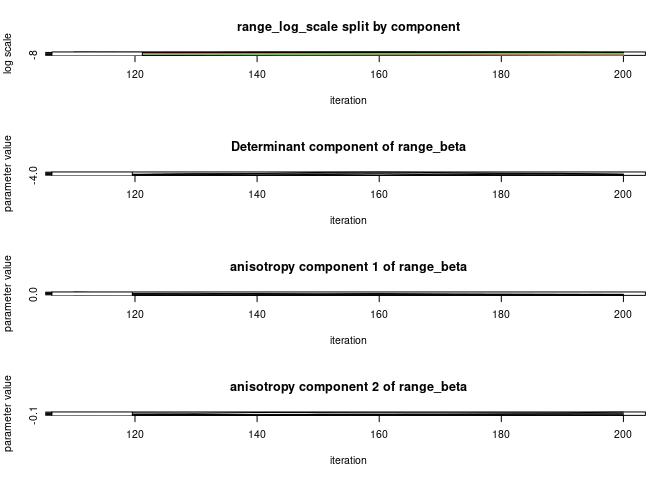 range_log_scale split by component
log scale
-8
120 140 160 180 200
iteration
Determinant component of range_beta
parameter value
-4.0
120 140 160 180 200
iteration
anisotropy component 1 of range_beta
parameter value
0.0
120 140 160 180 200
iteration
anisotropy component 2 of range_beta
parameter value
-0.1
120 140 160 180 200
iteration